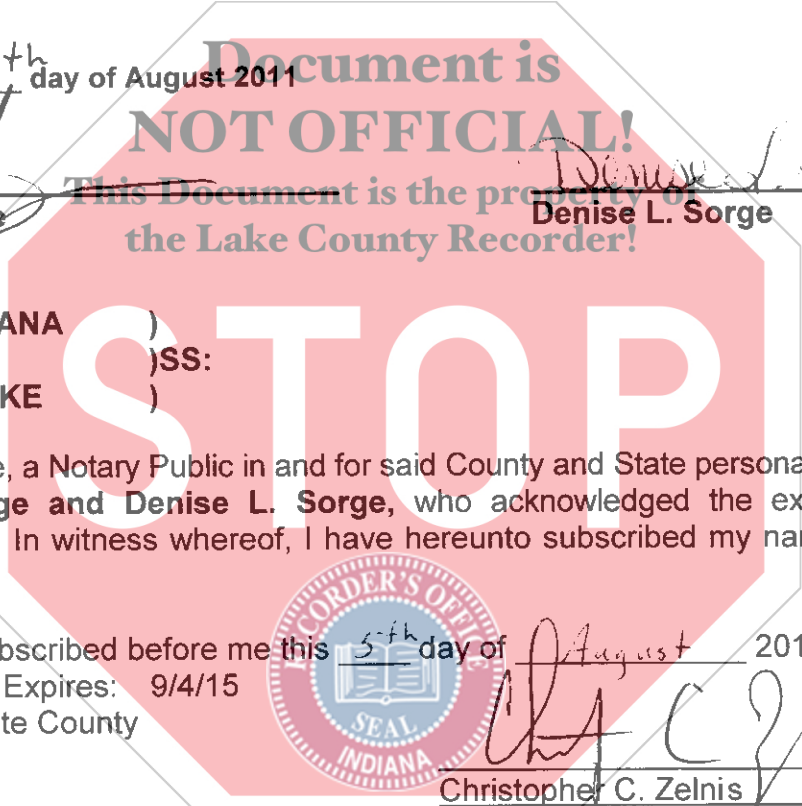 th day of August 2011
Document is
NOT OFFICIAL!
This Document is the property of
the Lake County Recorder!
Denise L.
Denise L. Sorge
ANA )
)SS:
KE )
e, a Notary Public in and for said County and State persona
ge and Denise L. Sorge, who acknowledged the ex
In witness whereof, I have hereunto subscribed my nar
STOP
bscribed before me this 5th day of August 201
Expires: 9/4/15
te County
RECORDER'S OFFICE
SEAL
INDIANA
Christopher C. Zelnis